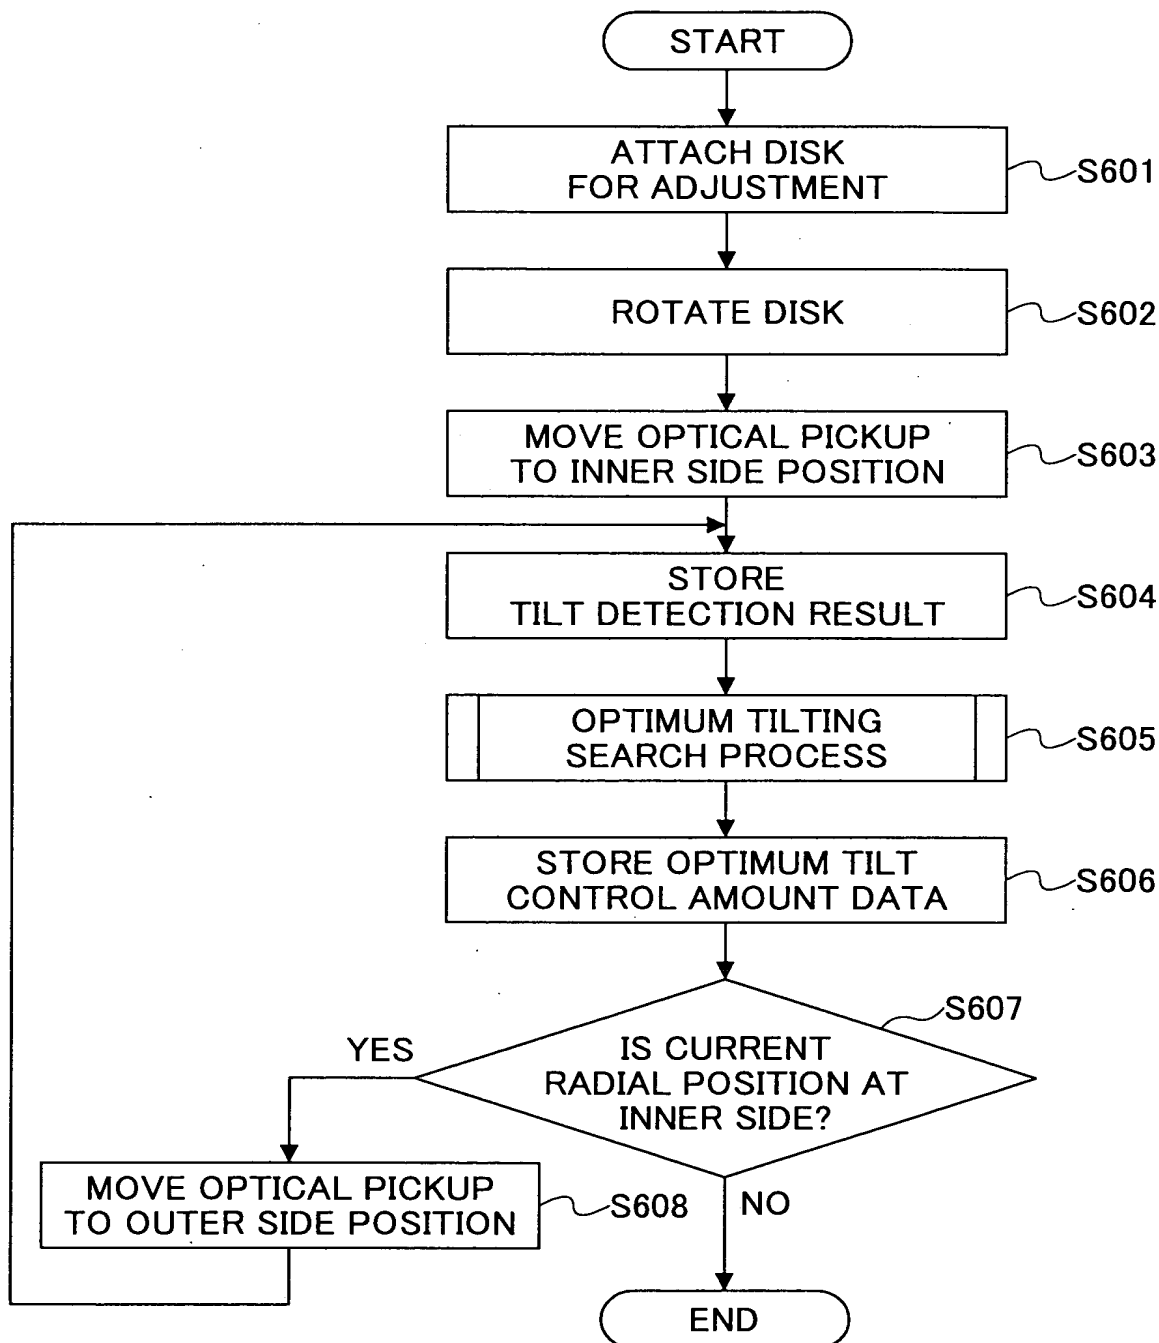 START
ATTACH DISK
FOR ADJUSTMENT
S601
ROTATE DISK
S602
MOVE OPTICAL PICKUP
TO INNER SIDE POSITION
S603
STORE
TILT DETECTION RESULT
S604
OPTIMUM TILTING
SEARCH PROCESS
S605
STORE OPTIMUM TILT
CONTROL AMOUNT DATA
S606
S607
IS CURRENT
RADIAL POSITION AT
INNER SIDE?
YES
MOVE OPTICAL PICKUP
TO OUTER SIDE POSITION
S608
NO
END